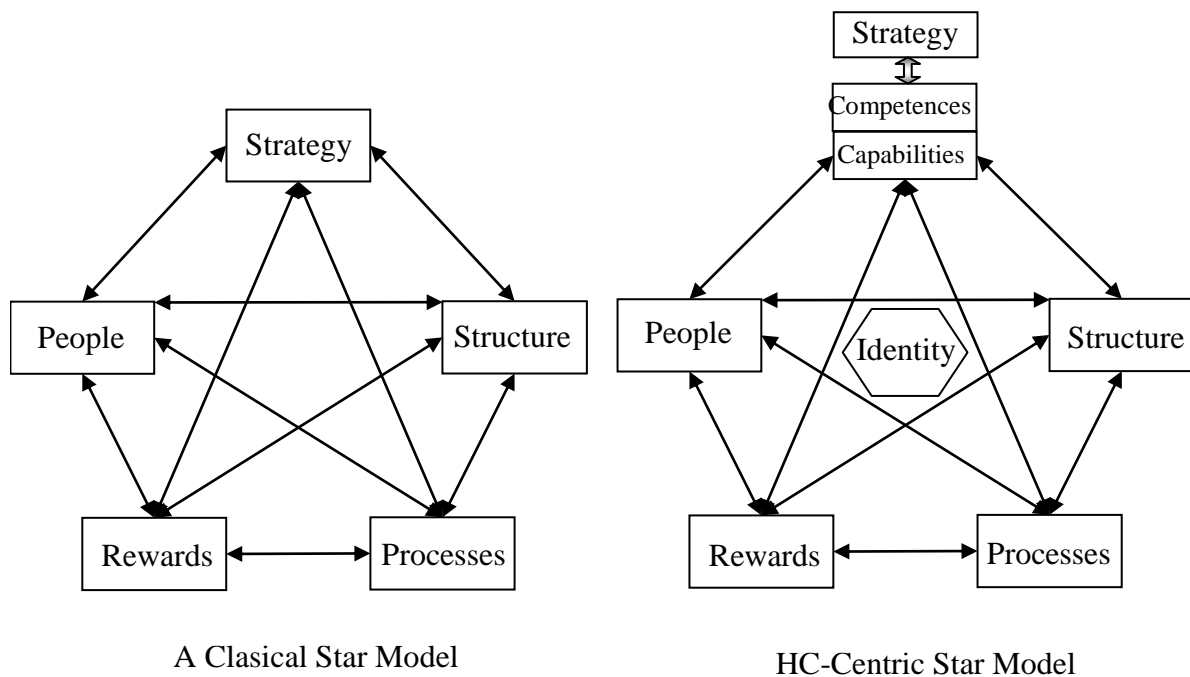 Strategy
People
Structure
Rewards
Processes
A Clasical Star Model
Strategy
Competences
Capabilities
People
Identity
Structure
Rewards
Processes
HC-Centric Star Model